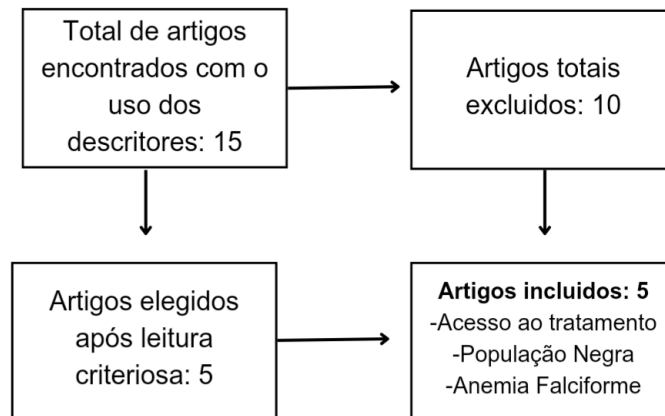 Total de artigos
encontrados com o
uso dos
descritores: 15
Artigos totais
excluidos: 10
Artigos elegidos
após leitura
criteriosa: 5
Artigos incluidos: 5
-Acesso ao tratamento
-População Negra
-Anemia Falciforme